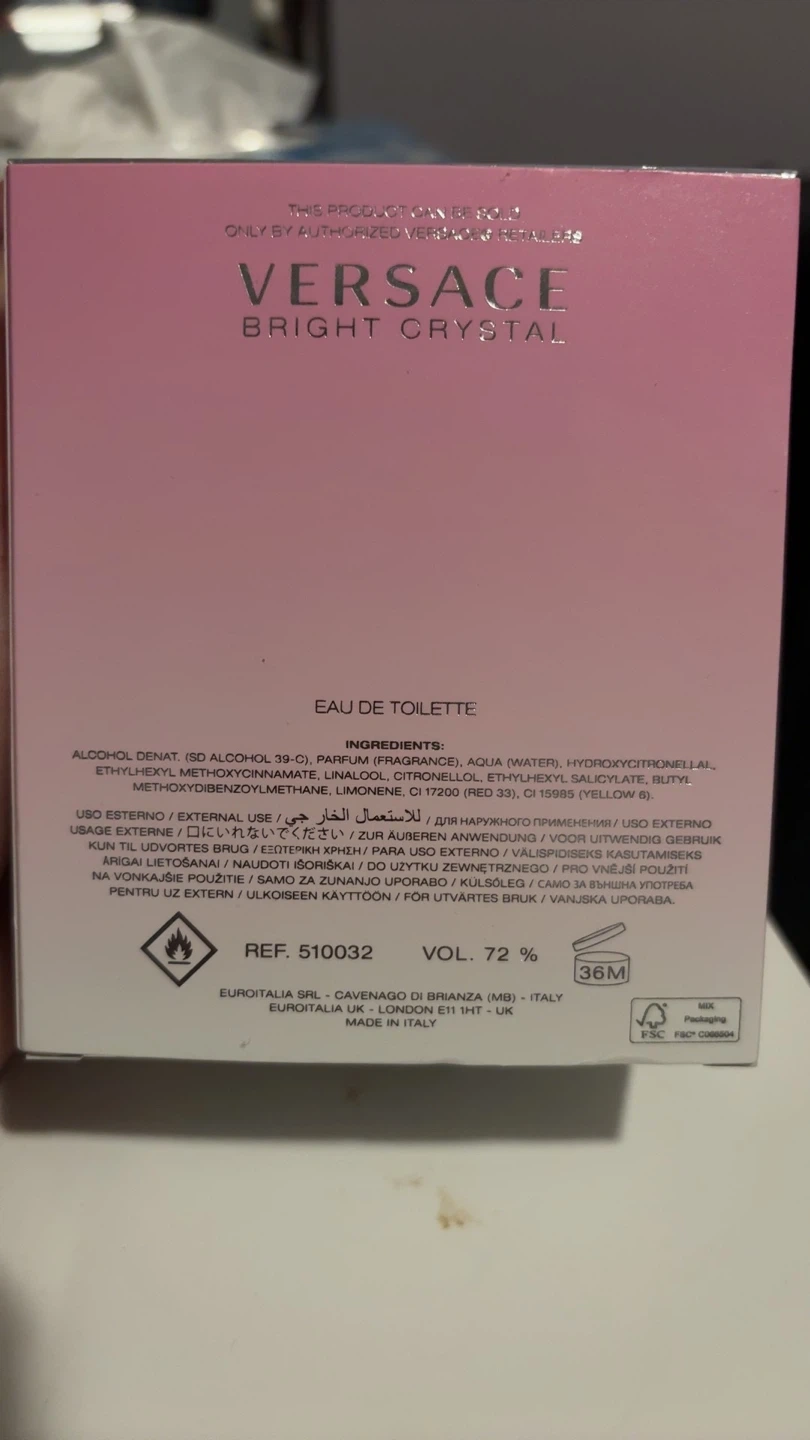 THIS PRODUCT CAN BE SOLD
ONLY BY AUTHORIZED VERSACE'S RETAILERS
VERSACE
BRIGHT CRYSTAL
EAU DE TOILETTE
INGREDIENTS:
ALCOHOL DENAT. (SD ALCOHOL 39-C), PARFUM (FRAGRANCE), AQUA (WATER), HYDROXYCITRONELLAL,
ETHYLHEXYL METHOXYCINNAMATE, LINALOOL, CITRONELLOL, ETHYLHEXYL SALICYLATE, BUTYL
METHOXYDIBENZOYLMETHANE, LIMONENE, CI 17200 (RED 33), CI 15985 (YELLOW 6).
USO ESTERNO / EXTERNAL USE / للاستعمال الخار جي / ДЛЯ НАРУЖНОГО ПРИМЕНЕНИЯ / USO EXTERNO
USAGE EXTERNE / 口にいれないでください / ZUR ÄUßEREN ANWENDUNG / VOOR UITWENDIG GEBRUIK
KUN TIL UDVORTES BRUG / ΕΞΩΤΕΡΙΚΗ ΧΡΗΣΗ / PARA USO EXTERNO / VÄLISPIDISEKS KASUTAMISEKS
ĀRĪGAI LIETOŠANAI / NAUDOTI IŠORIŠKAI / DO UŻYTKU ZEWNĘTRZNEGO / PRO VNĚJŠÍ POUŽITÍ
NA VONKAJŠIE POUŽITIE / SAMO ZA ZUNANJO UPORABO / KÜLSÖLEG / САМО ЗА ВЪНШНА УПОТРЕБА
PENTRU UZ EXTERN / ULKOISEEN KÄYTTÖÖN / FÖR UTVÄRTES BRUK / VANJSKA UPORABA.
REF. 510032 VOL. 72 % 36M
EUROITALIA SRL - CAVENAGO DI BRIANZA (MB) - ITALY
EUROITALIA UK - LONDON E11 1HT - UK
MADE IN ITALY
MIX
Packaging
FSC FSC®